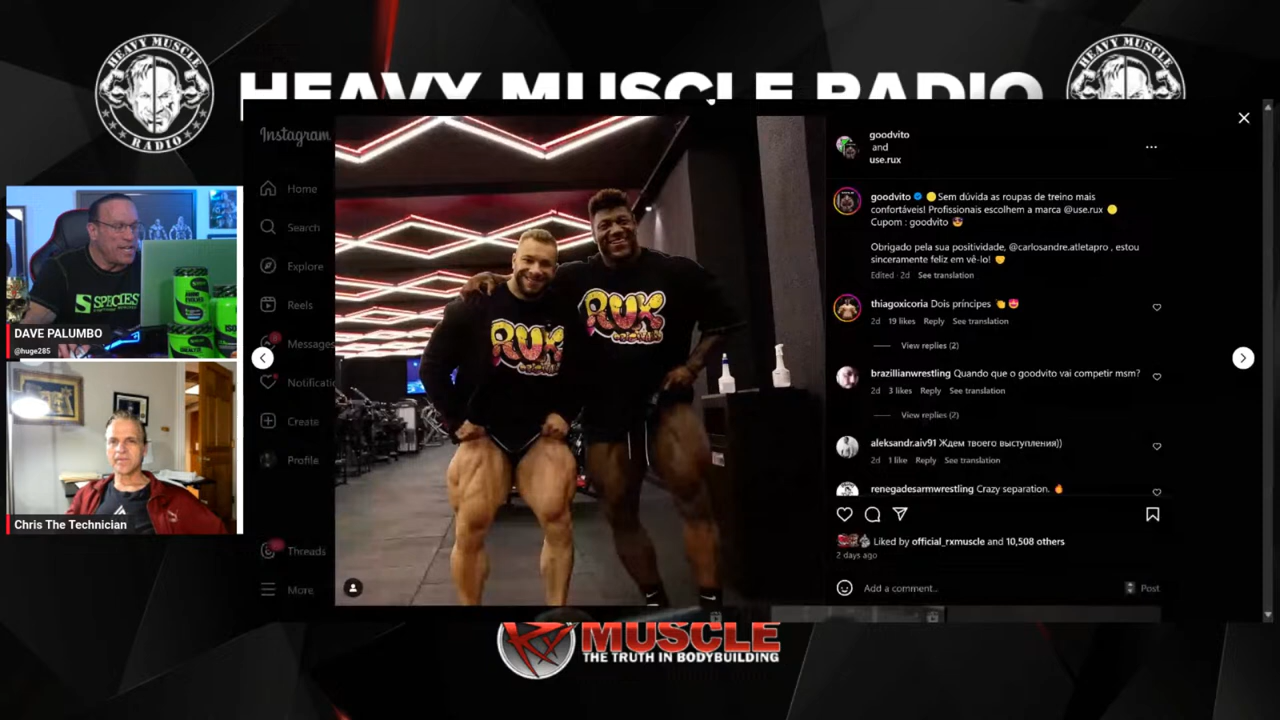 HEAVY MUSCLE
RADIO
HEAVY MUSCLE RADIO
HEAVY MUSCLE
Instagram
Home
Search
Explore
Reels
Messages
Notificatic
Create
Profile
Threads
More
SPECIES
DAVE PALUMBO
@huge285
Chris The Technician
RUX
RUX
goodvito
and
use.rux
goodvito 🟡Sem dúvida as roupas de treino mais
confortáveis! Profissionais escolhem a marca @use.rux 🟡
Cupom : goodvito 😎
Obrigado pela sua positividade, @carlosandre.atletapro , estou
sinceramente feliz em vê-lo! 🤛
Edited · 2d See translation
thiagoxicoria Dois príncipes 👏 😍
2d 19 likes Reply See translation
View replies (2)
brazillianwrestling Quando que o goodvito vai competir msm?
2d 3 likes Reply See translation
View replies (2)
aleksandr.aiv91 Ждем твоего выступления))
2d 1 like Reply See translation
renegadesarmwrestling Crazy separation. 🔥
Liked by official_rxmuscle and 10,508 others
2 days ago
Add a comment...
Post
Rx MUSCLE
THE TRUTH IN BODYBUILDING